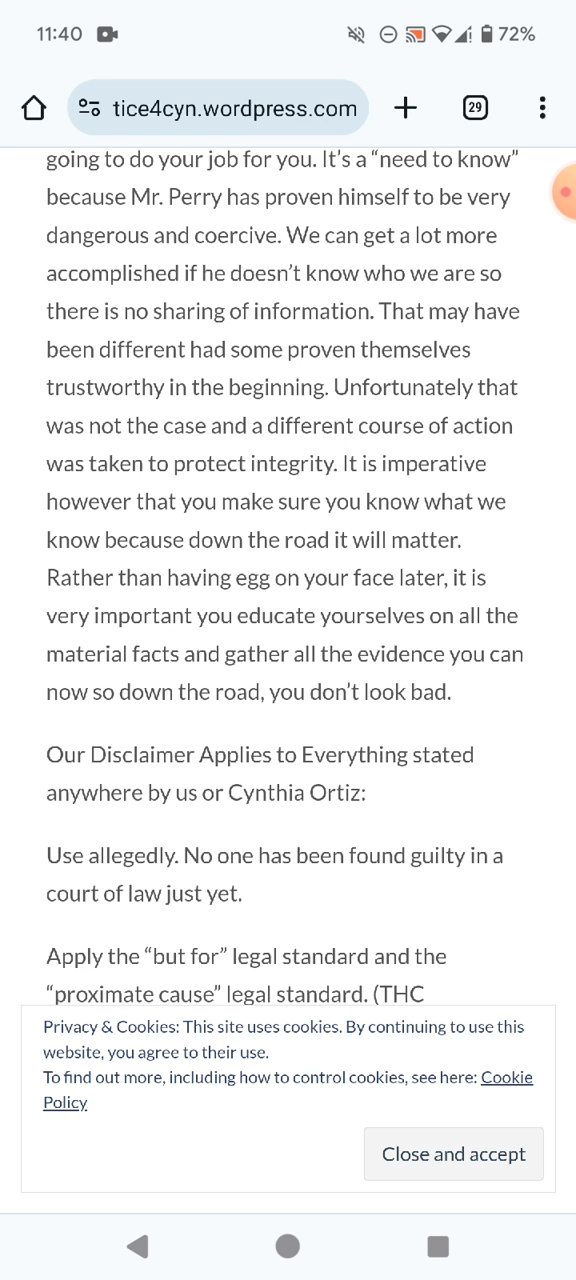 11:40
72%
tice4cyn.wordpress.com
29
going to do your job for you. It’s a “need to know”
because Mr. Perry has proven himself to be very
dangerous and coercive. We can get a lot more
accomplished if he doesn’t know who we are so
there is no sharing of information. That may have
been different had some proven themselves
trustworthy in the beginning. Unfortunately that
was not the case and a different course of action
was taken to protect integrity. It is imperative
however that you make sure you know what we
know because down the road it will matter.
Rather than having egg on your face later, it is
very important you educate yourselves on all the
material facts and gather all the evidence you can
now so down the road, you don’t look bad.
Our Disclaimer Applies to Everything stated
anywhere by us or Cynthia Ortiz:
Use allegedly. No one has been found guilty in a
court of law just yet.
Apply the “but for” legal standard and the
“proximate cause” legal standard. (THC
Privacy & Cookies: This site uses cookies. By continuing to use this
website, you agree to their use.
To find out more, including how to control cookies, see here: Cookie
Policy
Close and accept